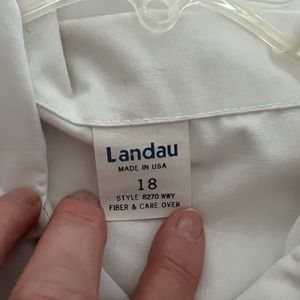 Landau
MADE IN USA
18
STYLE 8270 WWY
FIBER & CARE OVER